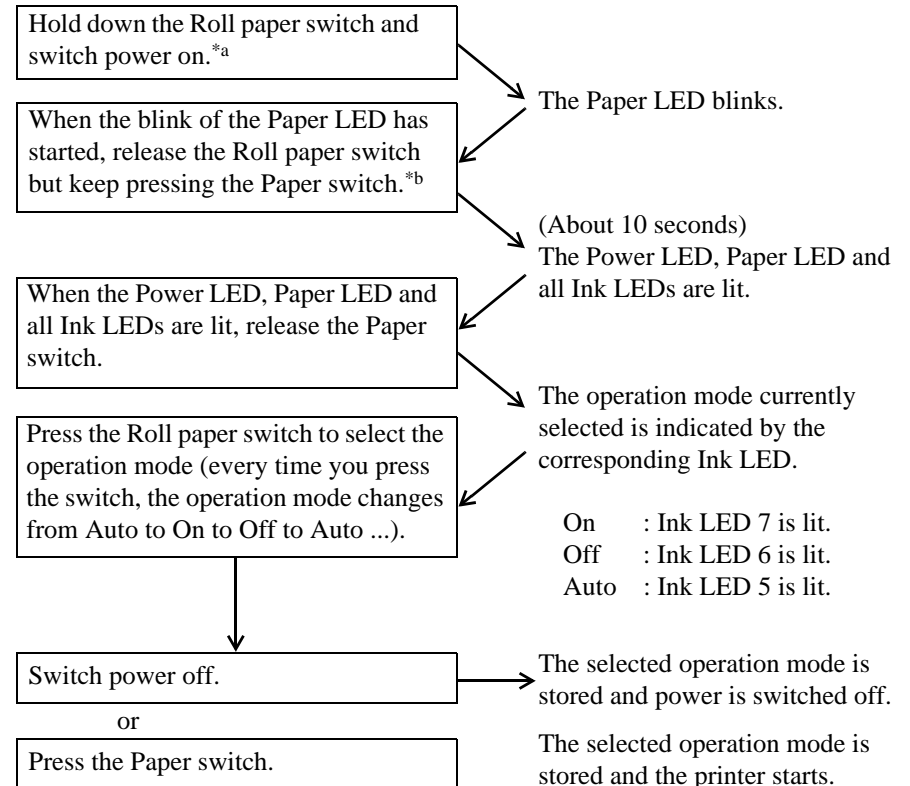 Hold down the Roll paper switch and
switch power on.*a
The Paper LED blinks.
When the blink of the Paper LED has
started, release the Roll paper switch
but keep pressing the Paper switch.*b
(About 10 seconds)
The Power LED, Paper LED and
all Ink LEDs are lit.
When the Power LED, Paper LED and
all Ink LEDs are lit, release the Paper
switch.
The operation mode currently
selected is indicated by the
corresponding Ink LED.
Press the Roll paper switch to select the
operation mode (every time you press
the switch, the operation mode changes
from Auto to On to Off to Auto ...).
On : Ink LED 7 is lit.
Off : Ink LED 6 is lit.
Auto : Ink LED 5 is lit.
Switch power off.
The selected operation mode is
stored and power is switched off.
or
Press the Paper switch.
The selected operation mode is
stored and the printer starts.